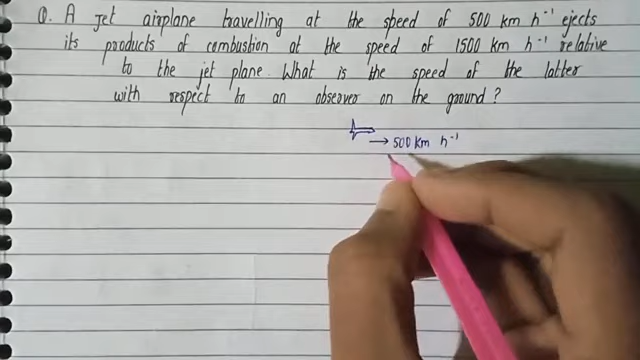 Q. A jet airplane travelling at the speed of 500 km h⁻¹ ejects
its products of combustion at the speed of 1500 km h⁻¹ relative
to the jet plane. What is the speed of the latter
with respect to an observer on the ground?
→ 500 km h⁻¹